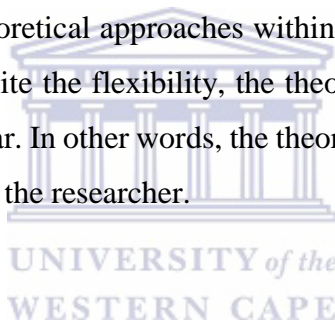 oretical approaches within
ite the flexibility, the theo
ar. In other words, the theor
the researcher.
UNIVERSITY of the
WESTERN CAPE